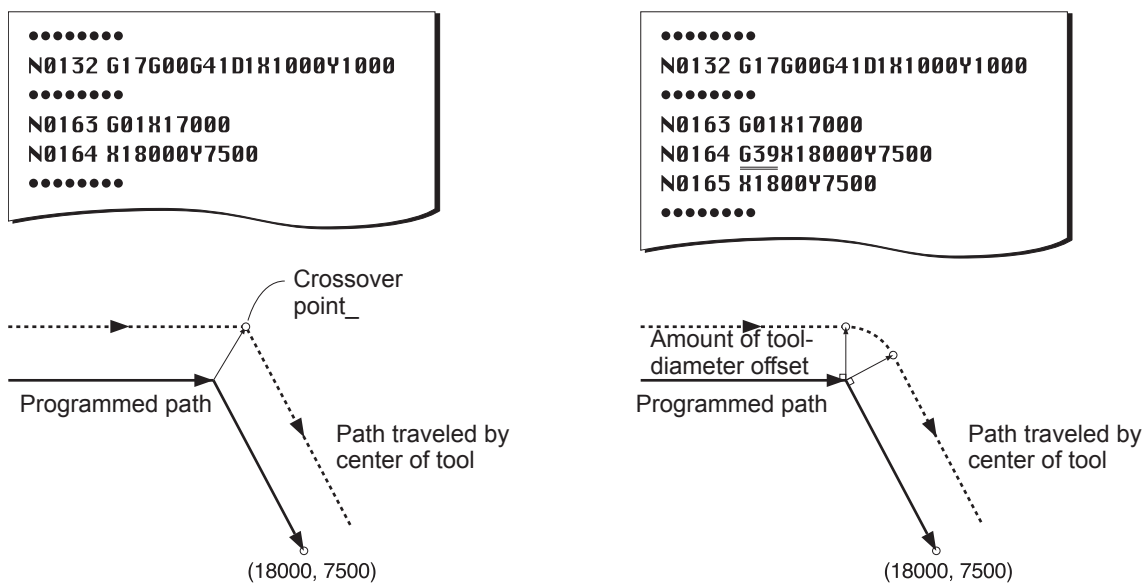 ●●●●●●●●
N0132 G17G00G41D1X1000Y1000
●●●●●●●●
N0163 G01X17000
N0164 X18000Y7500
●●●●●●●●
Crossover
point_
Programmed path
Path traveled by
center of tool
(18000, 7500)
●●●●●●●●
N0132 G17G00G41D1X1000Y1000
●●●●●●●●
N0163 G01X17000
N0164 G39X18000Y7500
N0165 X1800Y7500
●●●●●●●●
Amount of tool-
diameter offset
Programmed path
Path traveled by
center of tool
(18000, 7500)